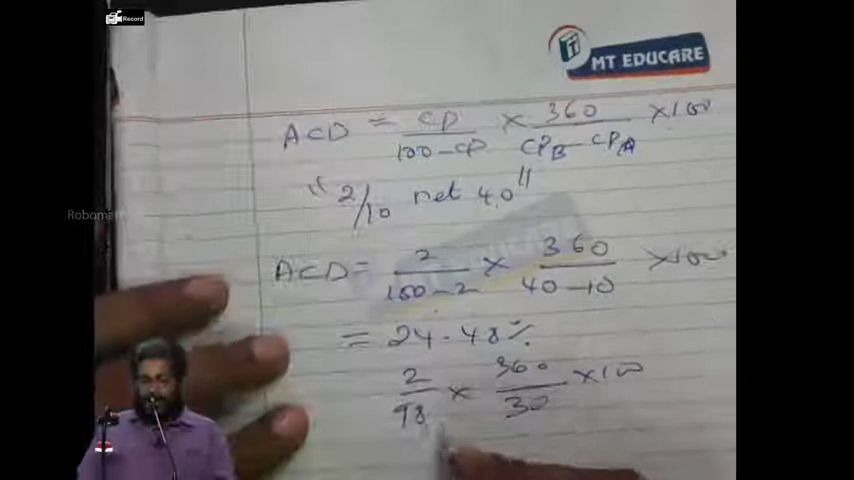 Record
MT EDUCARE
ACD = CD / 100 - CD × 360 / CPB - CPA × 100
"2/10 net 40"
ACD = 2 / 100 - 2 × 360 / 40 - 10 × 100
= 24.48%
2 / 98 × 360 / 30 × 100